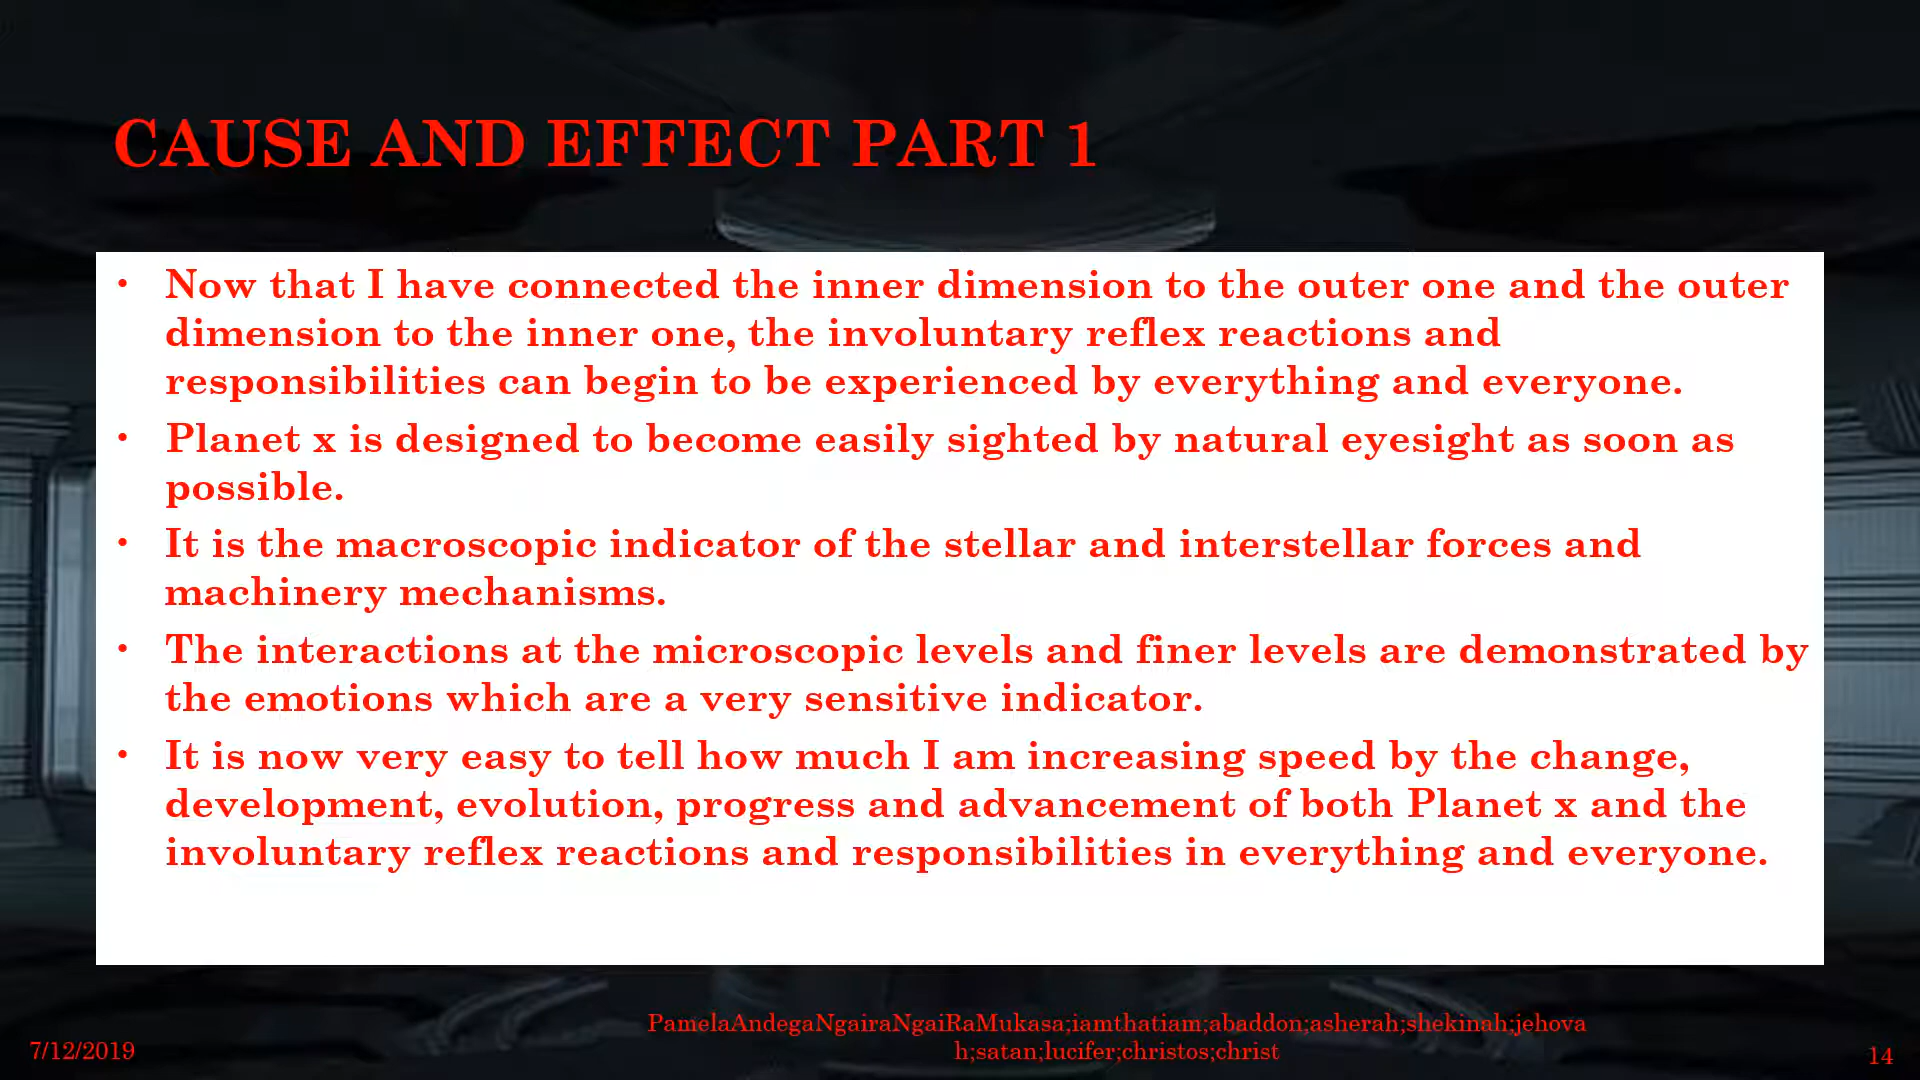 CAUSE AND EFFECT PART 1
• Now that I have connected the inner dimension to the outer one and the outer
dimension to the inner one, the involuntary reflex reactions and
responsibilities can begin to be experienced by everything and everyone.
• Planet x is designed to become easily sighted by natural eyesight as soon as
possible.
• It is the macroscopic indicator of the stellar and interstellar forces and
machinery mechanisms.
• The interactions at the microscopic levels and finer levels are demonstrated by
the emotions which are a very sensitive indicator.
• It is now very easy to tell how much I am increasing speed by the change,
development, evolution, progress and advancement of both Planet x and the
involuntary reflex reactions and responsibilities in everything and everyone.
7/12/2019
PamelaAndegaNgairaNgaiRaMukasa;iamthatiam;abaddon;asherah;shekinah;jehova
h;satan;lucifer;christos;christ
14